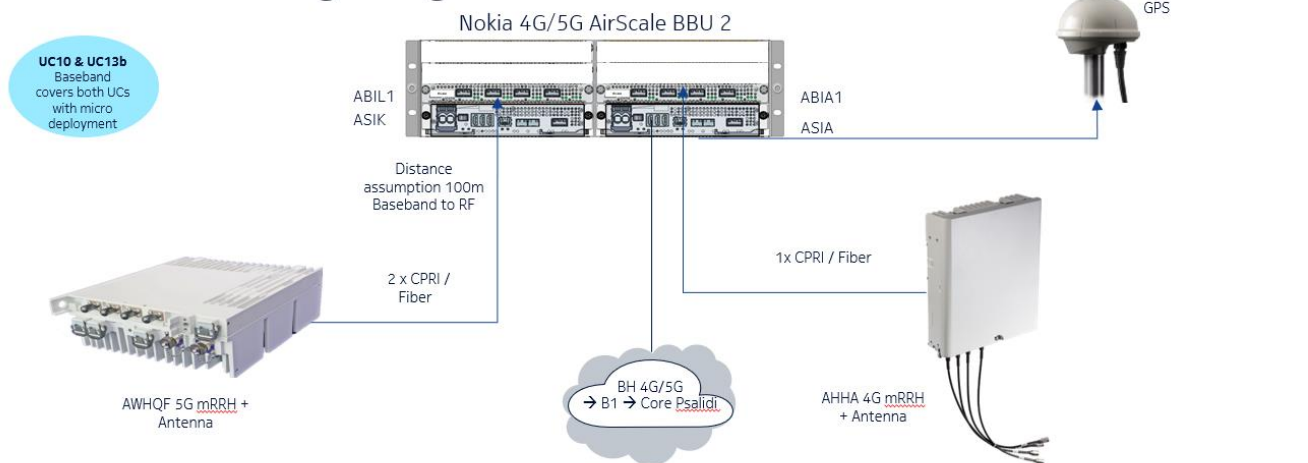 GPS
Nokia 4G/5G AirScale BBU 2
UC10 & UC13b
Baseband
covers both UCs
with micro
deployment
ABIL1
ASIK
ABIA1
ASIA
Distance
assumption 100m
Baseband to RF
2 x CPRI /
Fiber
1x CPRI / Fiber
BH 4G/5G
→ B1 → Core Psalidi
AWHQF 5G mRRH +
Antenna
AHHA 4G mRRH
+ Antenna